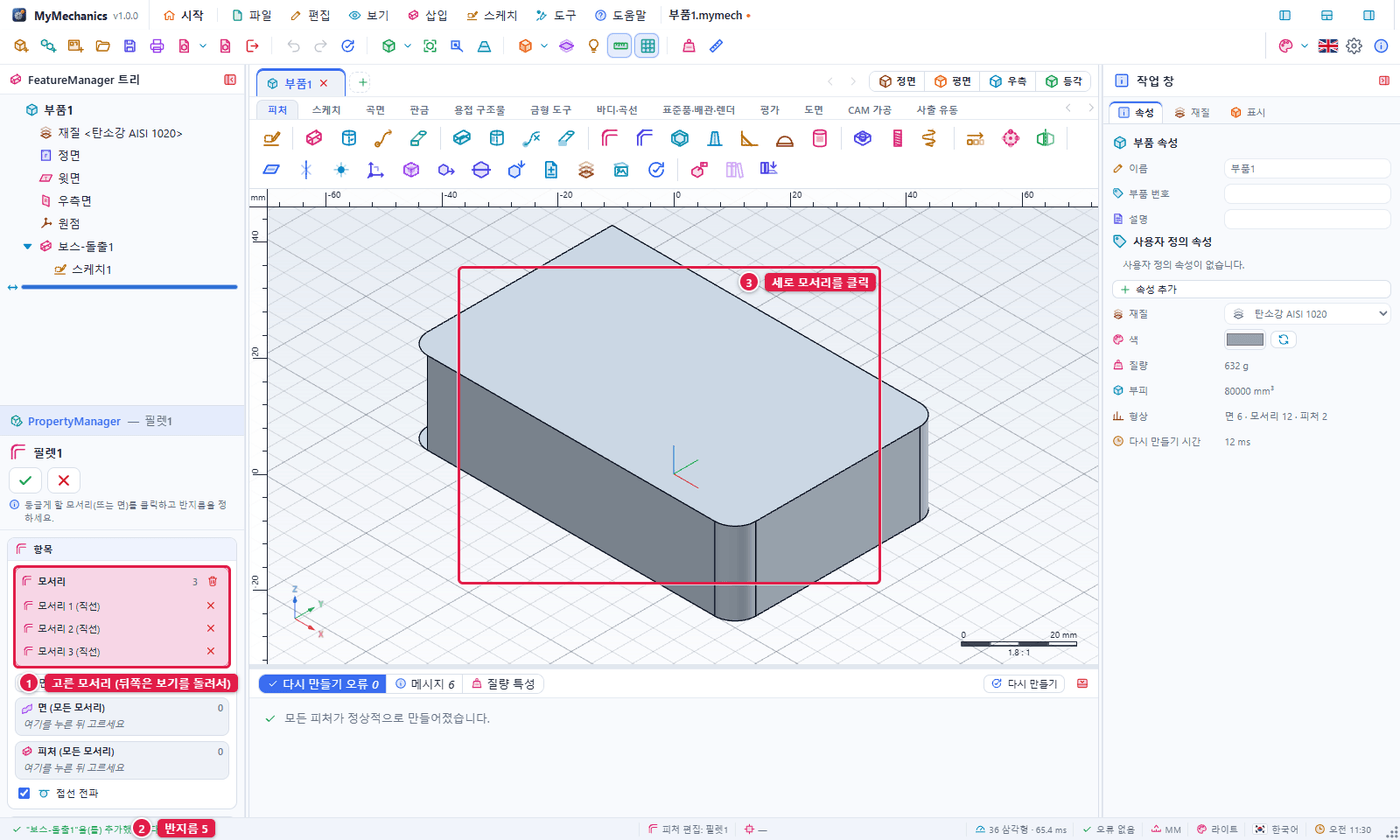 MyMechanics v1.0.0
시작
파일
편집
보기
삽입
스케치
도구
도움말
부품1.mymech •
FeatureManager 트리
부품1
재질 <탄소강 AISI 1020>
정면
윗면
우측면
원점
보스-돌출1
스케치1
PropertyManager — 필렛1
필렛1
둥글게 할 모서리(또는 면)를 클릭하고 반지름을 정
하세요.
항목
모서리 3
모서리 1 (직선)
모서리 2 (직선)
모서리 3 (직선)
1 고른 모서리 (뒤쪽은 보기를 돌려서)
면 (모든 모서리) 0
여기를 누른 뒤 고르세요
피처 (모든 모서리) 0
여기를 누른 뒤 고르세요
접선 전파
부품1
정면
평면
우측
등각
피처
스케치
곡면
판금
용접 구조물
금형 도구
바디·곡선
표준품·배관·렌더
평가
도면
CAM 가공
사출 유동
mm
-60
-40
-20
0
20
40
60
40
20
0
20
3 세로 모서리를 클릭
Z
Y
X
0 20 mm
1.8 : 1
다시 만들기 오류 0
메시지 6
질량 특성
다시 만들기
모든 피처가 정상적으로 만들어졌습니다.
작업 창
속성
재질
표시
부품 속성
이름 부품1
부품 번호
설명
사용자 정의 속성
사용자 정의 속성이 없습니다.
속성 추가
재질 탄소강 AISI 1020
색
질량 632 g
부피 80000 mm³
형상 면 6 · 모서리 12 · 피처 2
다시 만들기 시간 12 ms
"보스-돌출1"을(를) 추가했
2 반지름 5
피처 편집: 필렛1
—
36 삼각형 · 65.4 ms
오류 없음
MM
라이트
한국어
오전 11:30